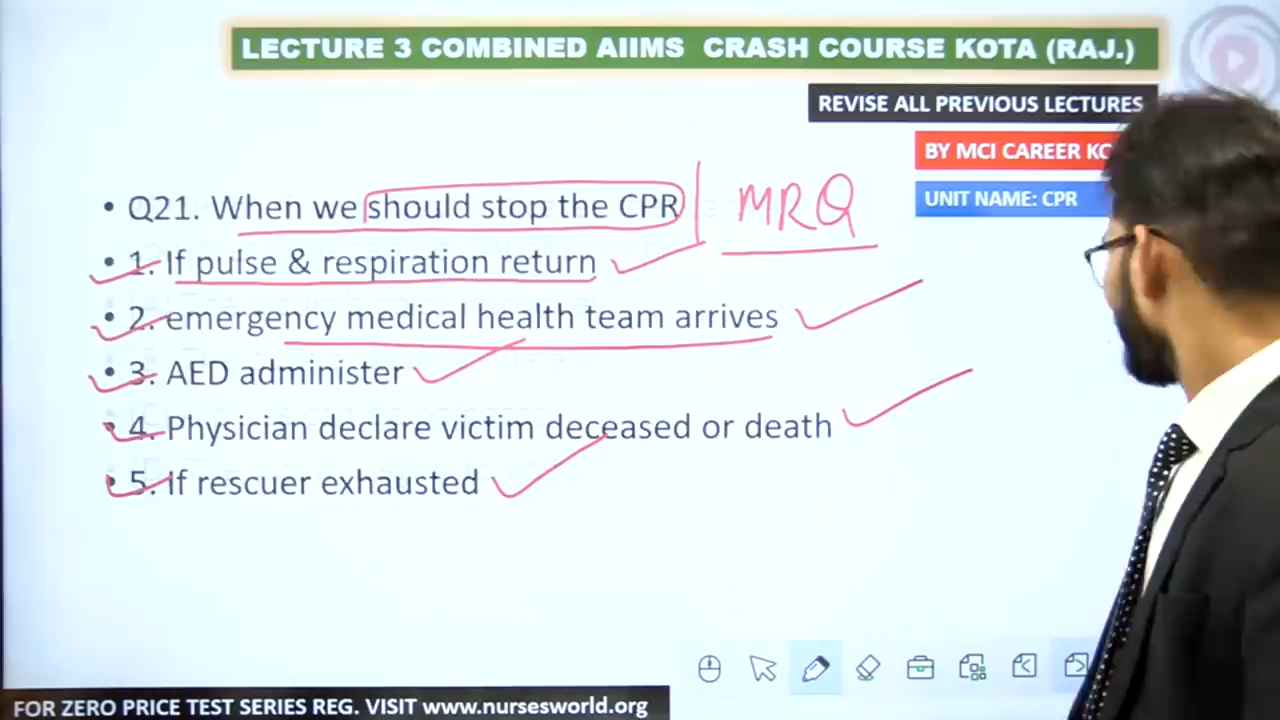 LECTURE 3 COMBINED AIIMS CRASH COURSE KOTA (RAJ.)
REVISE ALL PREVIOUS LECTURES
BY MCI CAREER
UNIT NAME: CPR
• Q21. When we should stop the CPR MRQ
• 1. If pulse & respiration return
• 2. emergency medical health team arrives
• 3. AED administer
• 4. Physician declare victim deceased or death
• 5. If rescuer exhausted
FOR ZERO PRICE TEST SERIES REG. VISIT www.nursesworld.org